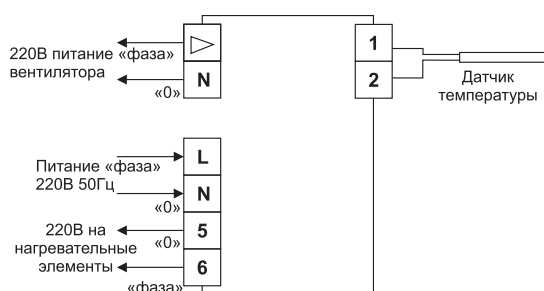 220В питание «фаза»
вентилятора
N
«0»
1
2
Датчик
температуры
Питание «фаза»
220В 50Гц
L
N
«0»
220В на
нагревательные
элементы
5
«0»
6
«фаза»